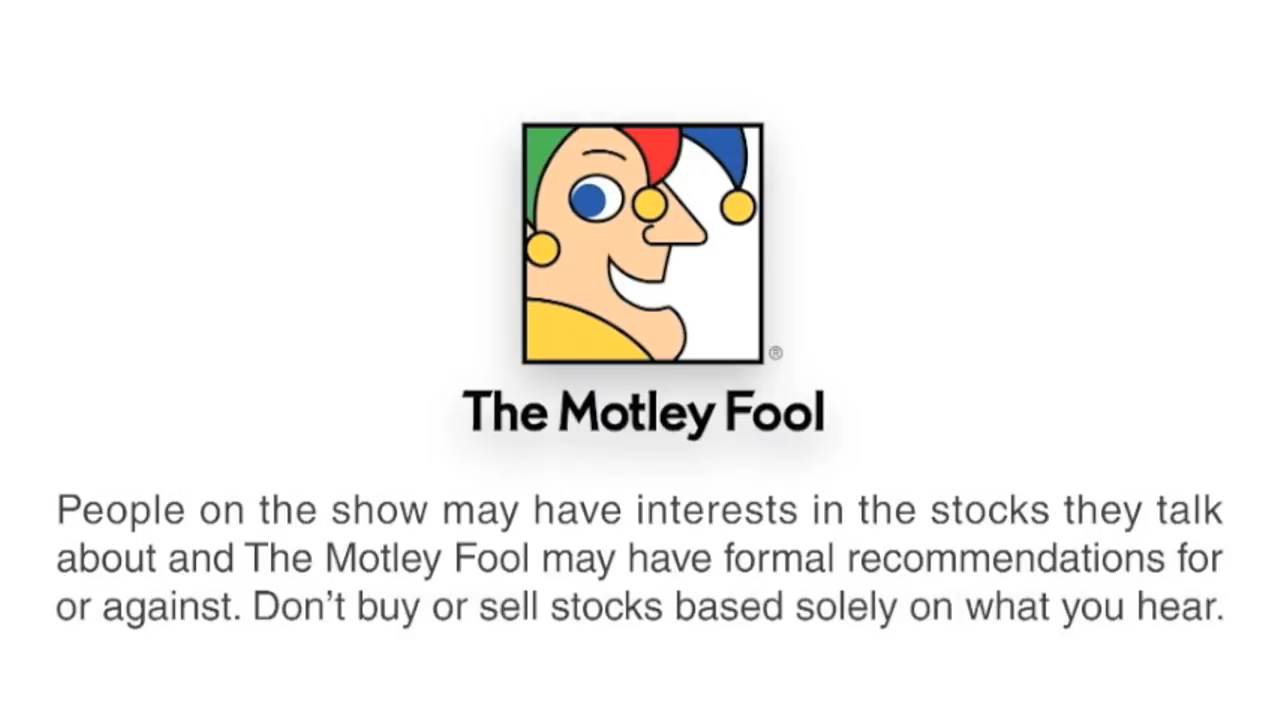 ®
The Motley Fool
People on the show may have interests in the stocks they talk
about and The Motley Fool may have formal recommendations for
or against. Don’t buy or sell stocks based solely on what you hear.